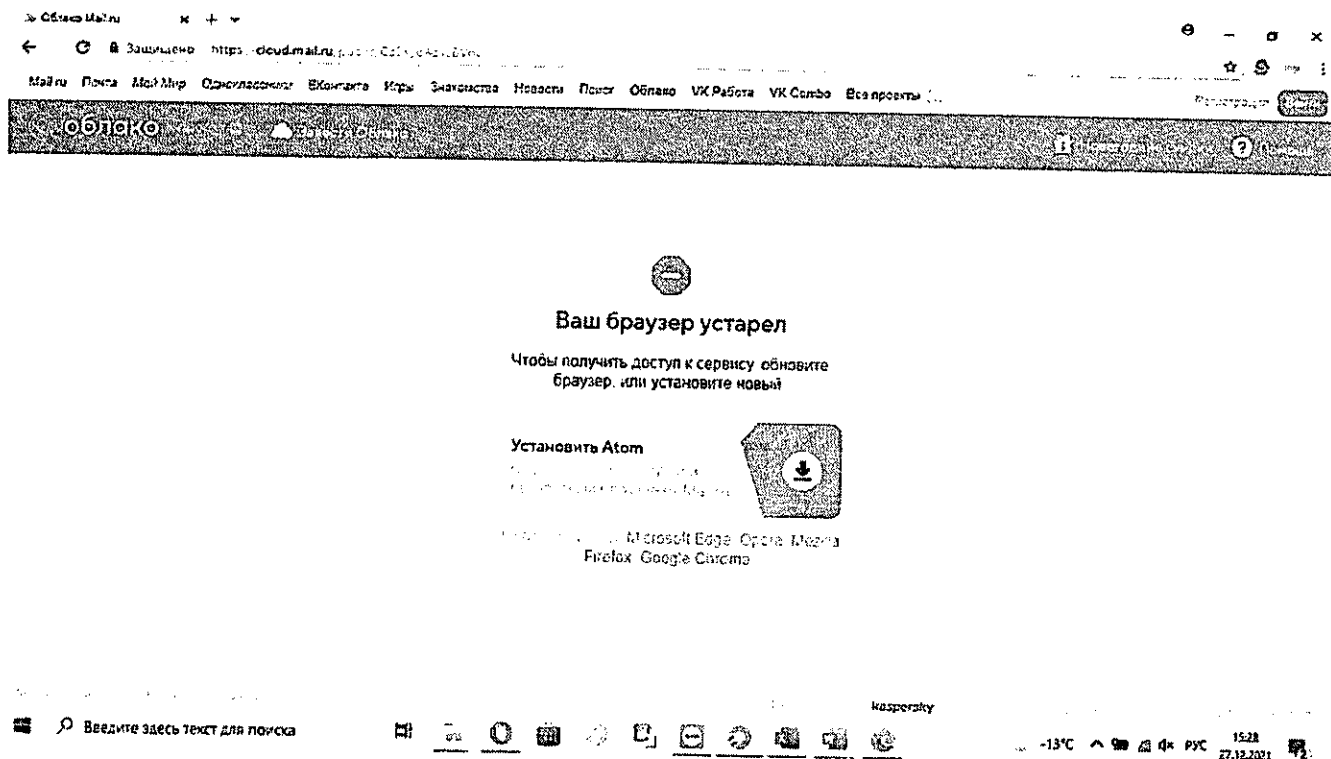 Облако Mail.ru
Защищено https: cloud.mail.ru
Mail.ru Почта Мой Мир Одноклассники ВКонтакте Игры Знакомства Новости Поиск Облако VK Работа VK Combo Все проекты
Регистрация
облако
Ваш браузер устарел
Чтобы получить доступ к сервису обновите
браузер, или установите новый
Установить Atom
Microsoft Edge Opera Mozilla
Firefox Google Chrome
kaspersky
Введите здесь текст для поиска
-13°C РУС 15:28
27.12.2021